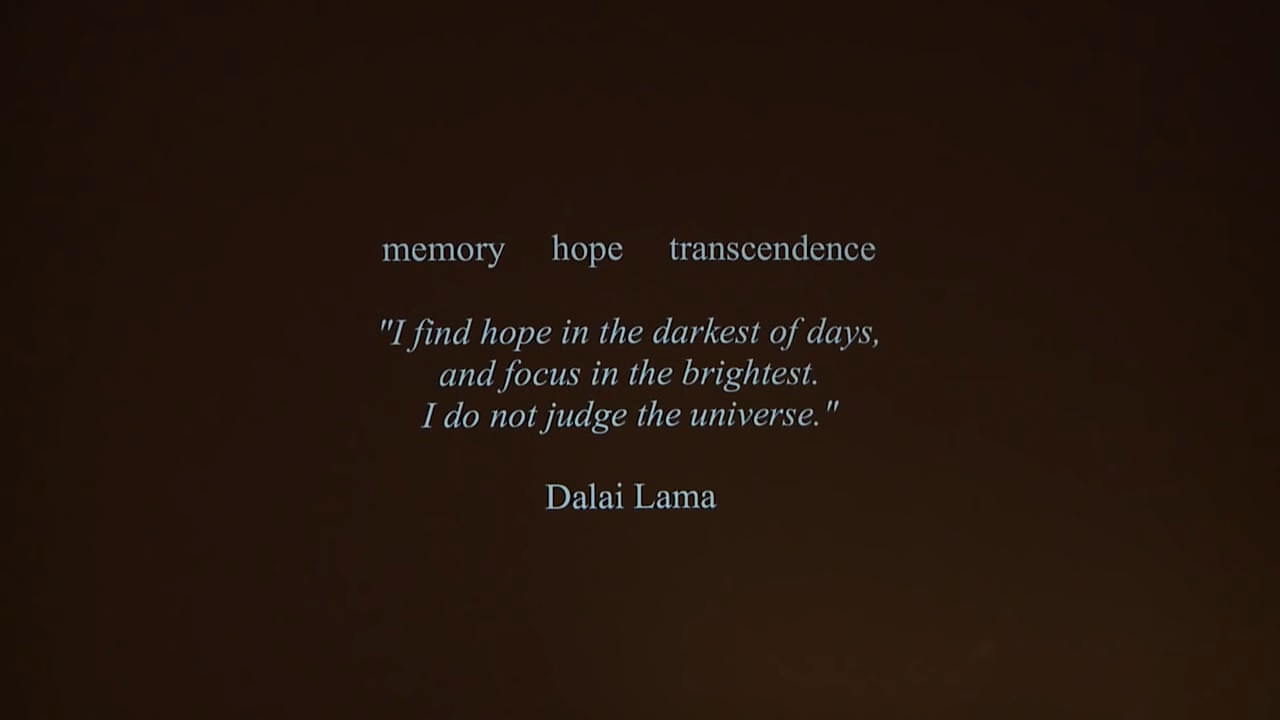 memory hope transcendence
"I find hope in the darkest of days,
and focus in the brightest.
I do not judge the universe."
Dalai Lama